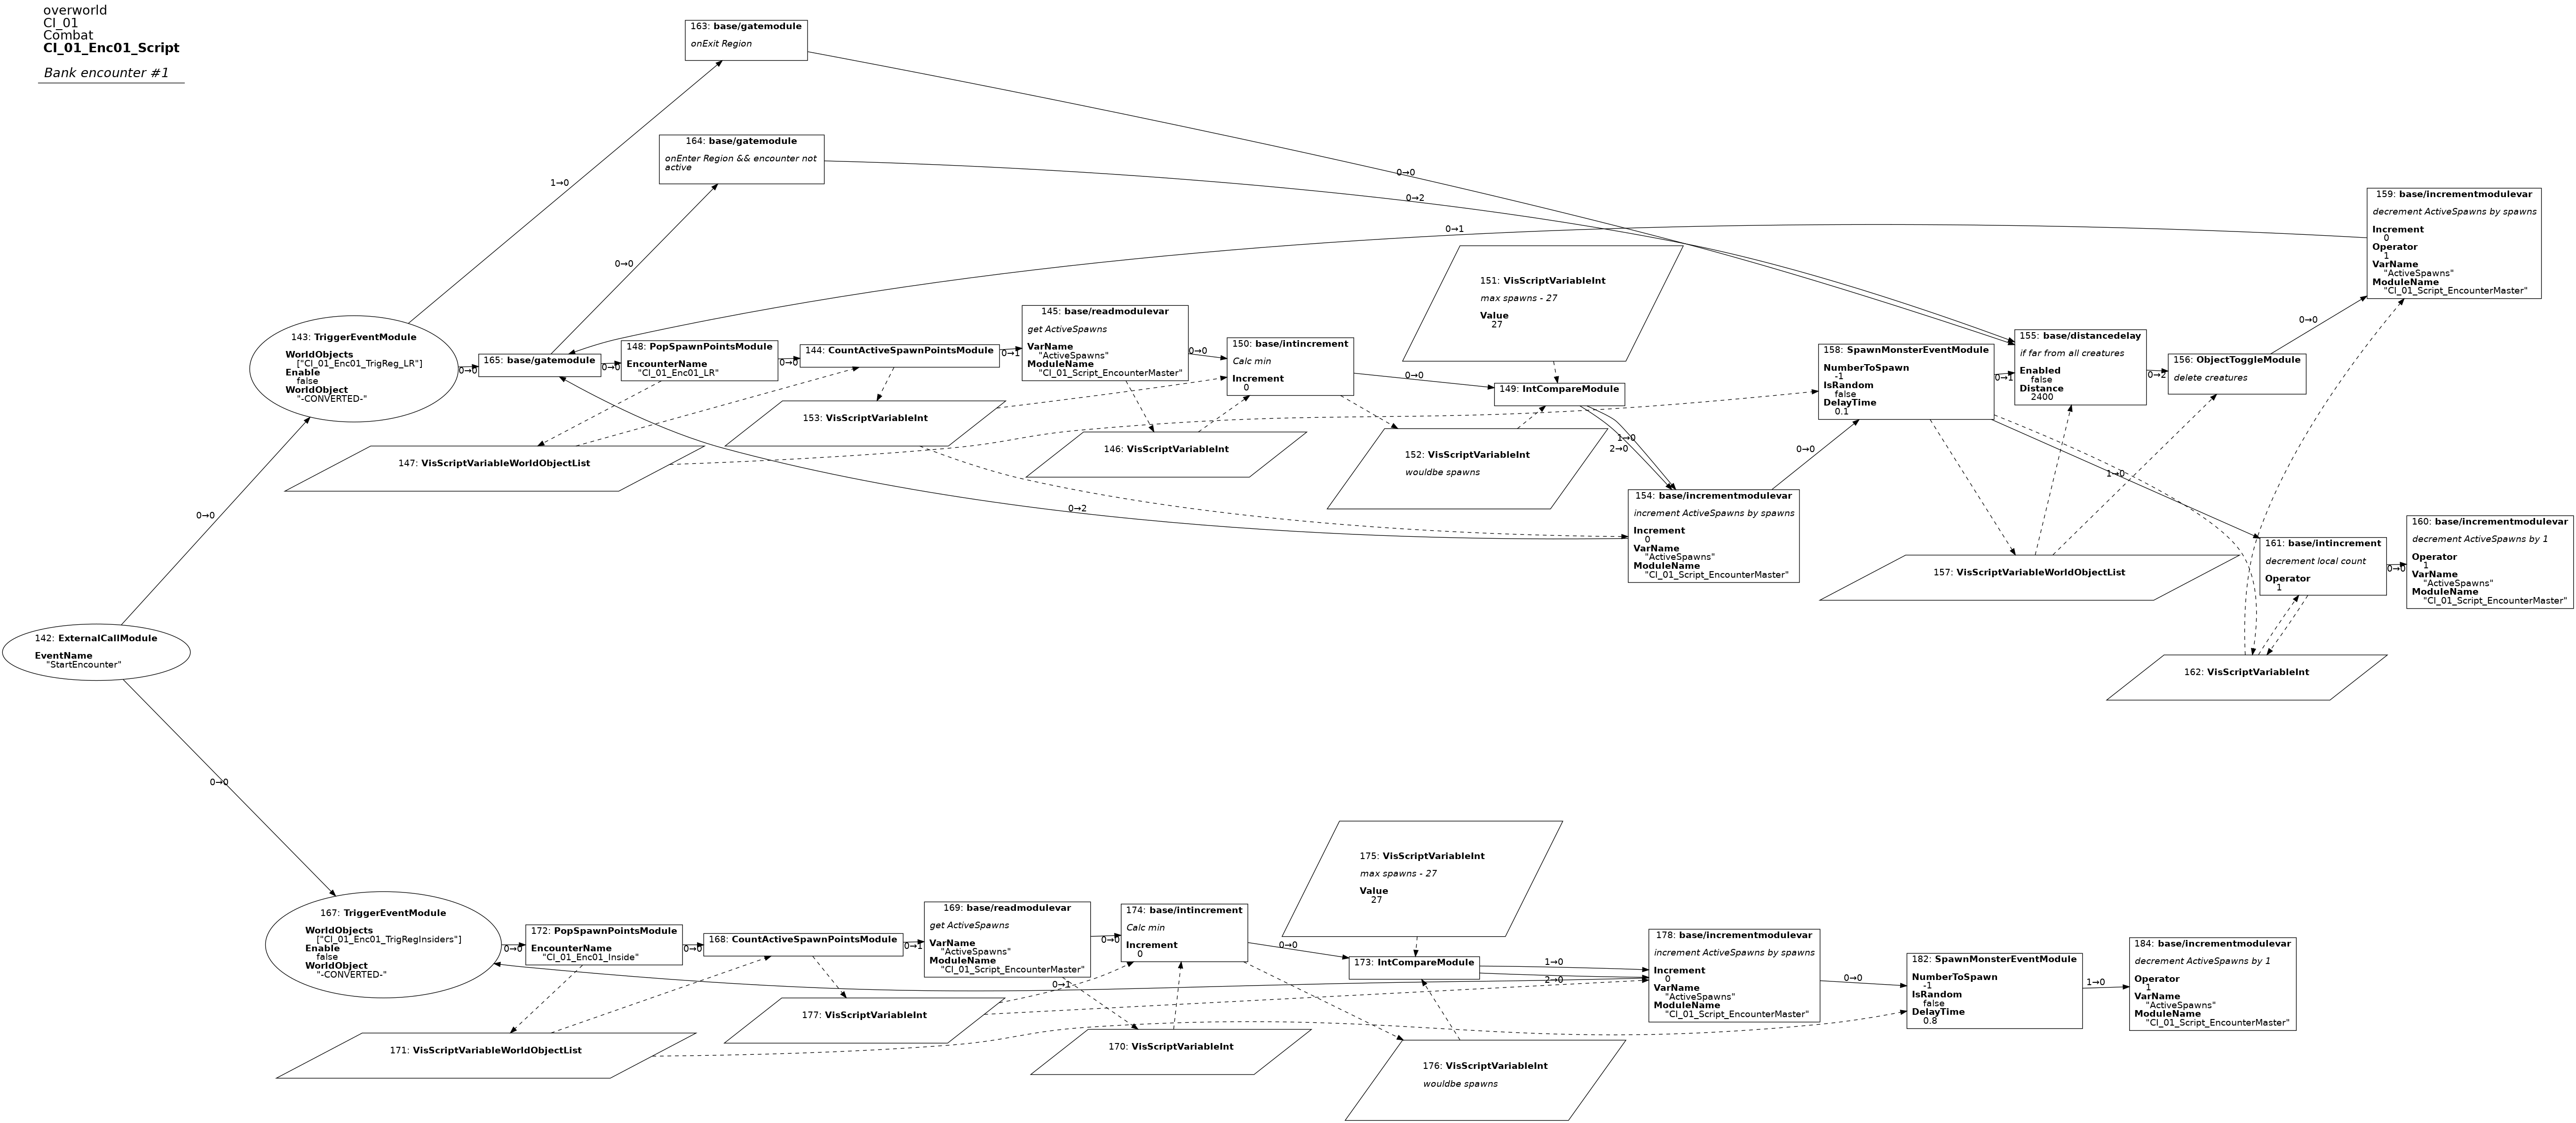 overworld
CI_01
Combat
CI_01_Enc01_Script
Bank encounter #1
163: base/gatemodule
onExit Region
164: base/gatemodule
onEnter Region && encounter not
active
1→0
0→0
0→0
0→2
0→1
159: base/incrementmodulevar
decrement ActiveSpawns by spawns
Increment
0
Operator
1
VarName
"ActiveSpawns"
ModuleName
"CI_01_Script_EncounterMaster"
151: VisScriptVariableInt
max spawns - 27
Value
27
143: TriggerEventModule
WorldObjects
["CI_01_Enc01_TrigReg_LR"]
Enable
false
WorldObject
"-CONVERTED-"
0→0
165: base/gatemodule
0→0
148: PopSpawnPointsModule
EncounterName
"CI_01_Enc01_LR"
0→0
144: CountActiveSpawnPointsModule
0→1
145: base/readmodulevar
get ActiveSpawns
VarName
"ActiveSpawns"
ModuleName
"CI_01_Script_EncounterMaster"
0→0
150: base/intincrement
Calc min
Increment
0
0→0
149: IntCompareModule
158: SpawnMonsterEventModule
NumberToSpawn
-1
IsRandom
false
DelayTime
0.1
0→1
155: base/distancedelay
if far from all creatures
Enabled
false
Distance
2400
0→2
156: ObjectToggleModule
delete creatures
0→0
153: VisScriptVariableInt
147: VisScriptVariableWorldObjectList
146: VisScriptVariableInt
152: VisScriptVariableInt
wouldbe spawns
1→0
2→0
0→0
1→0
0→2
0→0
154: base/incrementmodulevar
increment ActiveSpawns by spawns
Increment
0
VarName
"ActiveSpawns"
ModuleName
"CI_01_Script_EncounterMaster"
157: VisScriptVariableWorldObjectList
161: base/intincrement
decrement local count
Operator
1
0→0
160: base/incrementmodulevar
decrement ActiveSpawns by 1
Operator
1
VarName
"ActiveSpawns"
ModuleName
"CI_01_Script_EncounterMaster"
142: ExternalCallModule
EventName
"StartEncounter"
162: VisScriptVariableInt
0→0
175: VisScriptVariableInt
max spawns - 27
Value
27
167: TriggerEventModule
WorldObjects
["CI_01_Enc01_TrigRegInsiders"]
Enable
false
WorldObject
"-CONVERTED-"
0→0
172: PopSpawnPointsModule
EncounterName
"CI_01_Enc01_Inside"
0→0
168: CountActiveSpawnPointsModule
0→1
169: base/readmodulevar
get ActiveSpawns
VarName
"ActiveSpawns"
ModuleName
"CI_01_Script_EncounterMaster"
0→0
174: base/intincrement
Calc min
Increment
0
0→0
173: IntCompareModule
1→0
2→0
0→1
178: base/incrementmodulevar
increment ActiveSpawns by spawns
Increment
0
VarName
"ActiveSpawns"
ModuleName
"CI_01_Script_EncounterMaster"
0→0
182: SpawnMonsterEventModule
NumberToSpawn
-1
IsRandom
false
DelayTime
0.8
1→0
184: base/incrementmodulevar
decrement ActiveSpawns by 1
Operator
1
VarName
"ActiveSpawns"
ModuleName
"CI_01_Script_EncounterMaster"
177: VisScriptVariableInt
171: VisScriptVariableWorldObjectList
170: VisScriptVariableInt
176: VisScriptVariableInt
wouldbe spawns